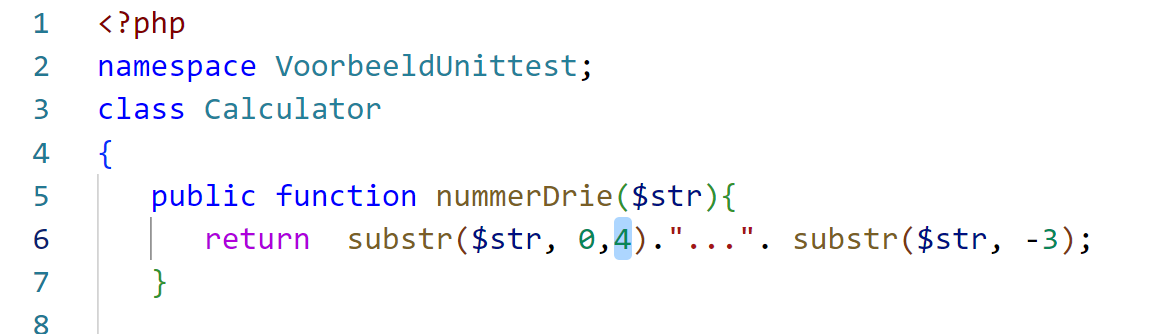 1 <?php
2 namespace VoorbeeldUnittest;
3 class Calculator
4 {
5 public function nummerDrie($str){
6 return  substr($str, 0,4)."...". substr($str, -3);
7 }
8